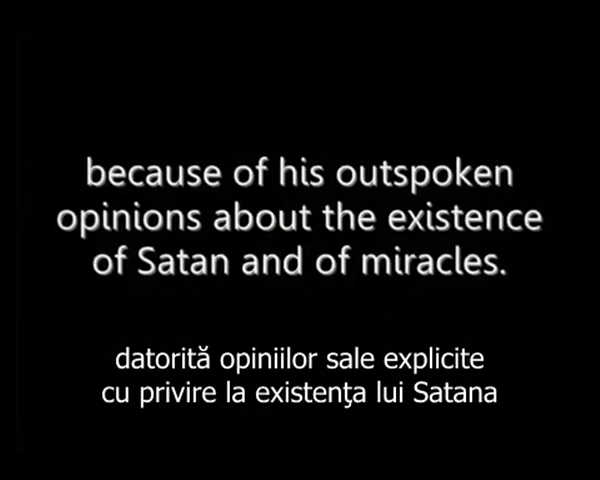 because of his outspoken
opinions about the existence
of Satan and of miracles.
datorită opiniilor sale explicite
cu privire la existenţa lui Satana